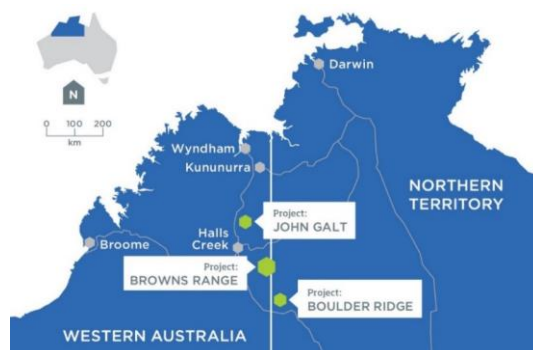 Darwin
N
0 100 200
km
Wyndham
Kununurra
NORTHERN
TERRITORY
Project:
JOHN GALT
Halls
Creek
Broome
Project:
BROWNS RANGE
Project:
BOULDER RIDGE
WESTERN AUSTRALIA